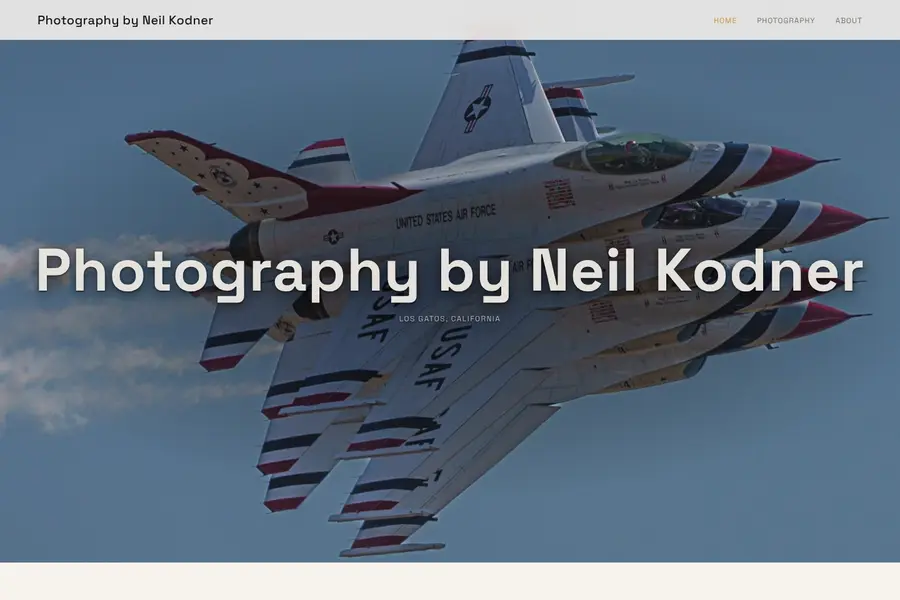 Photography by Neil Kodner
HOME PHOTOGRAPHY ABOUT
UNITED STATES AIR FORCE
AIR F
Photography by Neil Kodner
LOS GATOS, CALIFORNIA
USAF
USAF